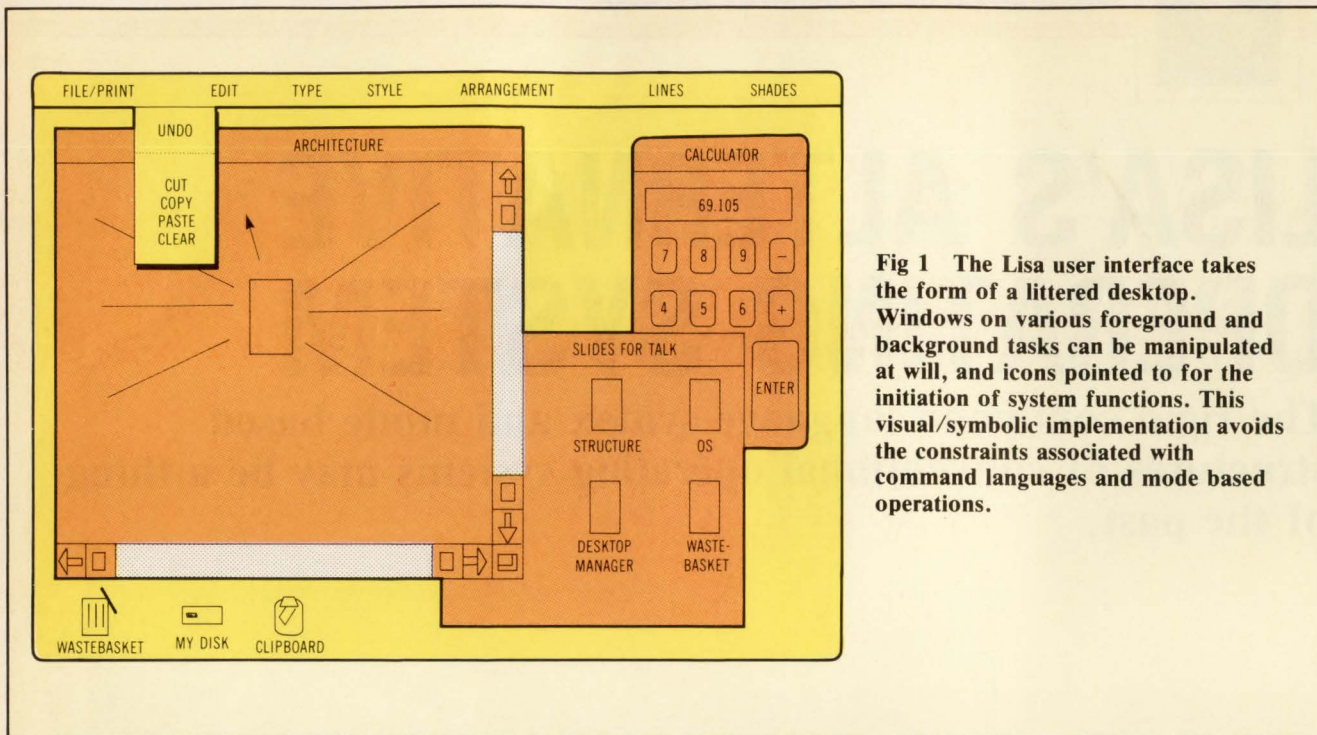 FILE/PRINT EDIT TYPE STYLE ARRANGEMENT LINES SHADES
UNDO
CUT
COPY
PASTE
CLEAR
ARCHITECTURE
CALCULATOR
69.105
7 8 9 −
4 5 6 +
ENTER
SLIDES FOR TALK
STRUCTURE OS
DESKTOP
MANAGER
WASTE-
BASKET
WASTEBASKET MY DISK CLIPBOARD
Fig 1 The Lisa user interface takes
the form of a littered desktop.
Windows on various foreground and
background tasks can be manipulated
at will, and icons pointed to for the
initiation of system functions. This
visual/symbolic implementation avoids
the constraints associated with
command languages and mode based
operations.